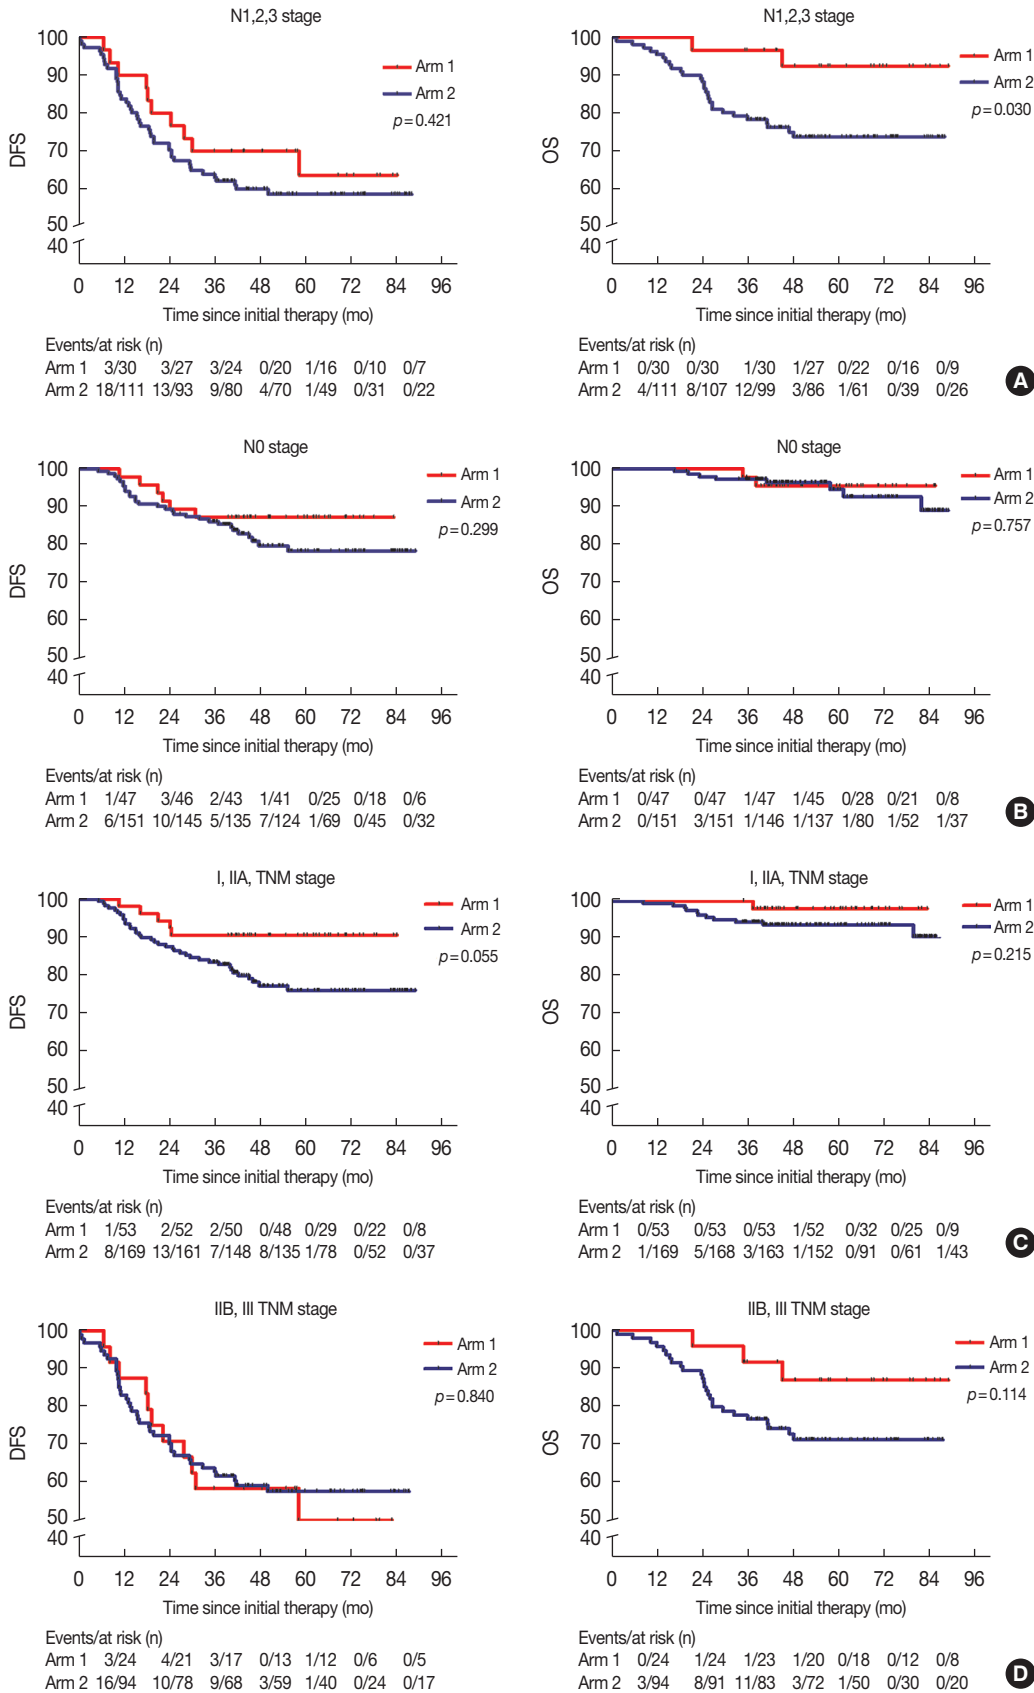 N1,2,3 stage
100
90
80
70
60
50
40
DFS
Arm 1
Arm 2
p=0.421
0 12 24 36 48 60 72 84 96
Time since initial therapy (mo)
Events/at risk (n)
Arm 1 3/30 3/27 3/24 0/20 1/16 0/10 0/7
Arm 2 18/111 13/93 9/80 4/70 1/49 0/31 0/22
N1,2,3 stage
100
90
80
70
60
50
40
OS
Arm 1
Arm 2
p=0.030
0 12 24 36 48 60 72 84 96
Time since initial therapy (mo)
Events/at risk (n)
Arm 1 0/30 0/30 1/30 1/27 0/22 0/16 0/9
Arm 2 4/111 8/107 12/99 3/86 1/61 0/39 0/26
A
N0 stage
100
90
80
70
60
50
40
DFS
Arm 1
Arm 2
p=0.299
0 12 24 36 48 60 72 84 96
Time since initial therapy (mo)
Events/at risk (n)
Arm 1 1/47 3/46 2/43 1/41 0/25 0/18 0/6
Arm 2 6/151 10/145 5/135 7/124 1/69 0/45 0/32
N0 stage
100
90
80
70
60
50
40
OS
Arm 1
Arm 2
p=0.757
0 12 24 36 48 60 72 84 96
Time since initial therapy (mo)
Events/at risk (n)
Arm 1 0/47 0/47 1/47 1/45 0/28 0/21 0/8
Arm 2 0/151 3/151 1/146 1/137 1/80 1/52 1/37
B
I, IIA, TNM stage
100
90
80
70
60
50
40
DFS
Arm 1
Arm 2
p=0.055
0 12 24 36 48 60 72 84 96
Time since initial therapy (mo)
Events/at risk (n)
Arm 1 1/53 2/52 2/50 0/48 0/29 0/22 0/8
Arm 2 8/169 13/161 7/148 8/135 1/78 0/52 0/37
I, IIA, TNM stage
100
90
80
70
60
50
40
OS
Arm 1
Arm 2
p=0.215
0 12 24 36 48 60 72 84 96
Time since initial therapy (mo)
Events/at risk (n)
Arm 1 0/53 0/53 0/53 1/52 0/32 0/25 0/9
Arm 2 1/169 5/168 3/163 1/152 0/91 0/61 1/43
C
IIB, III TNM stage
100
90
80
70
60
50
40
DFS
Arm 1
Arm 2
p=0.840
0 12 24 36 48 60 72 84 96
Time since initial therapy (mo)
Events/at risk (n)
Arm 1 3/24 4/21 3/17 0/13 1/12 0/6 0/5
Arm 2 16/94 10/78 9/68 3/59 1/40 0/24 0/17
IIB, III TNM stage
100
90
80
70
60
50
40
OS
Arm 1
Arm 2
p=0.114
0 12 24 36 48 60 72 84 96
Time since initial therapy (mo)
Events/at risk (n)
Arm 1 0/24 1/24 1/23 1/20 0/18 0/12 0/8
Arm 2 3/94 8/91 11/83 3/72 1/50 0/30 0/20
D